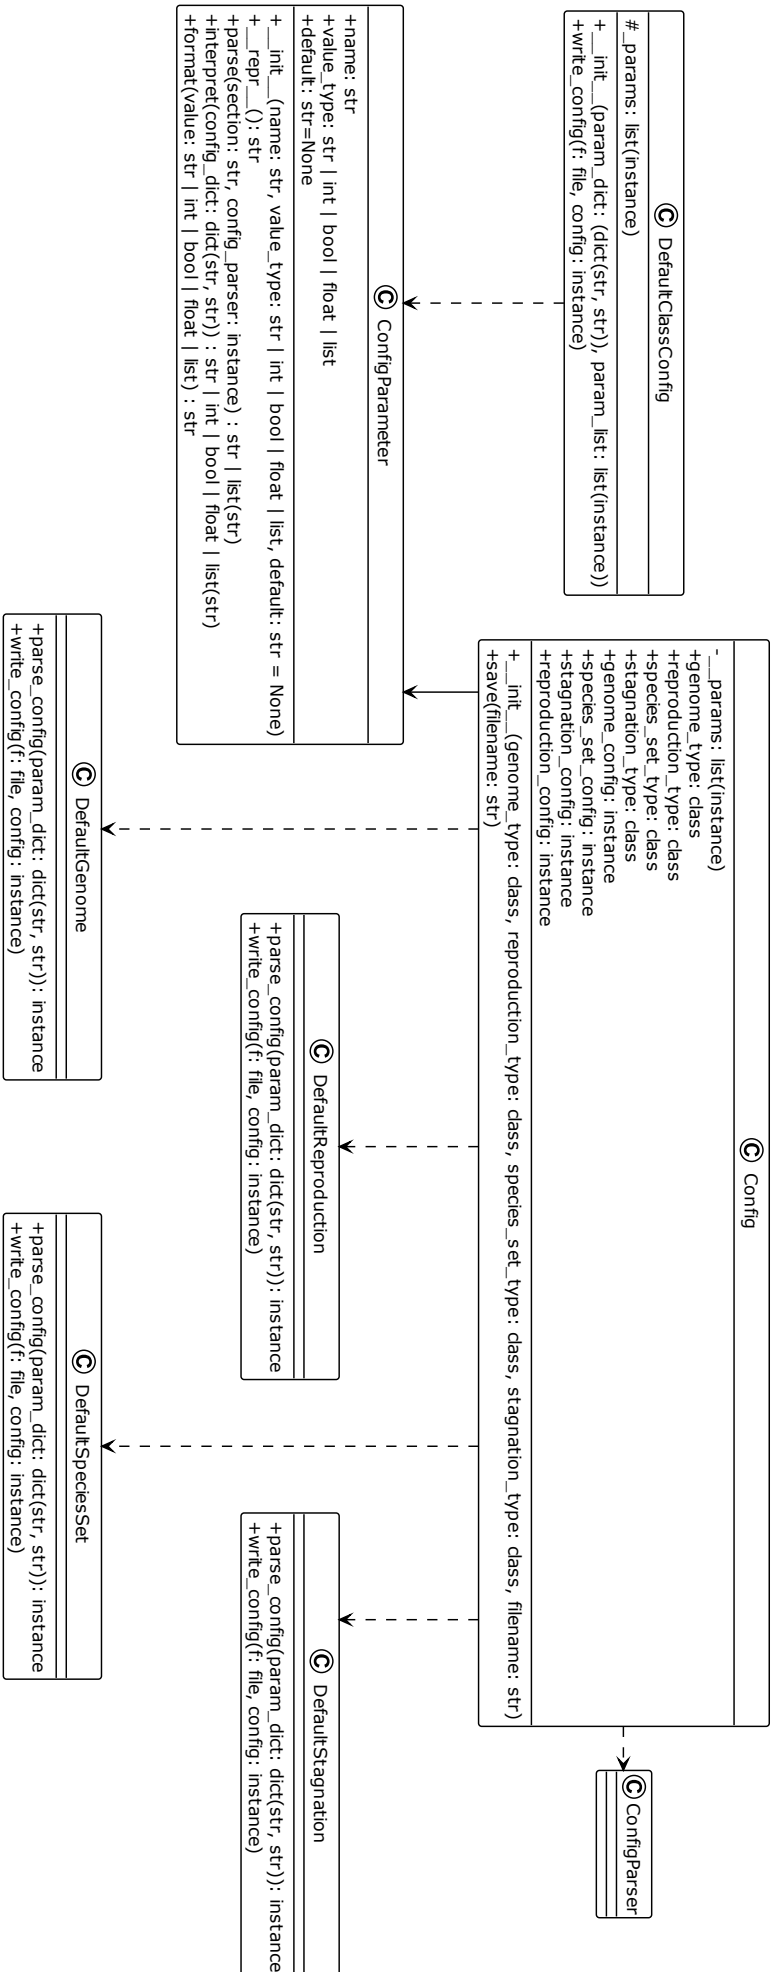 C DefaultClassConfig
#_params: list(instance)
+__init__(param_dict: (dict(str, str)), param_list: list(instance))
+write_config(f: file, config: instance)
C Config
-__params: list(instance)
+genome_type: class
+reproduction_type: class
+species_set_type: class
+stagnation_type: class
+genome_config: instance
+species_set_config: instance
+stagnation_config: instance
+reproduction_config: instance
+__init__(genome_type: class, reproduction_type: class, species_set_type: class, stagnation_type: class, filename: str)
+save(filename: str)
C ConfigParser
C ConfigParameter
+name: str
+value_type: str | int | bool | float | list
+default: str=None
+__init__(name: str, value_type: str | int | bool | float | list, default: str = None)
+__repr__(): str
+parse(section: str, config_parser: instance) : str | list(str)
+interpret(config_dict: dict(str, str)) : str | int | bool | float | list(str)
+format(value: str | int | bool | float | list) : str
C DefaultReproduction
+parse_config(param_dict: dict(str, str)): instance
+write_config(f: file, config: instance)
C DefaultStagnation
+parse_config(param_dict: dict(str, str)): instance
+write_config(f: file, config: instance)
C DefaultGenome
+parse_config(param_dict: dict(str, str)): instance
+write_config(f: file, config: instance)
C DefaultSpeciesSet
+parse_config(param_dict: dict(str, str)): instance
+write_config(f: file, config: instance)